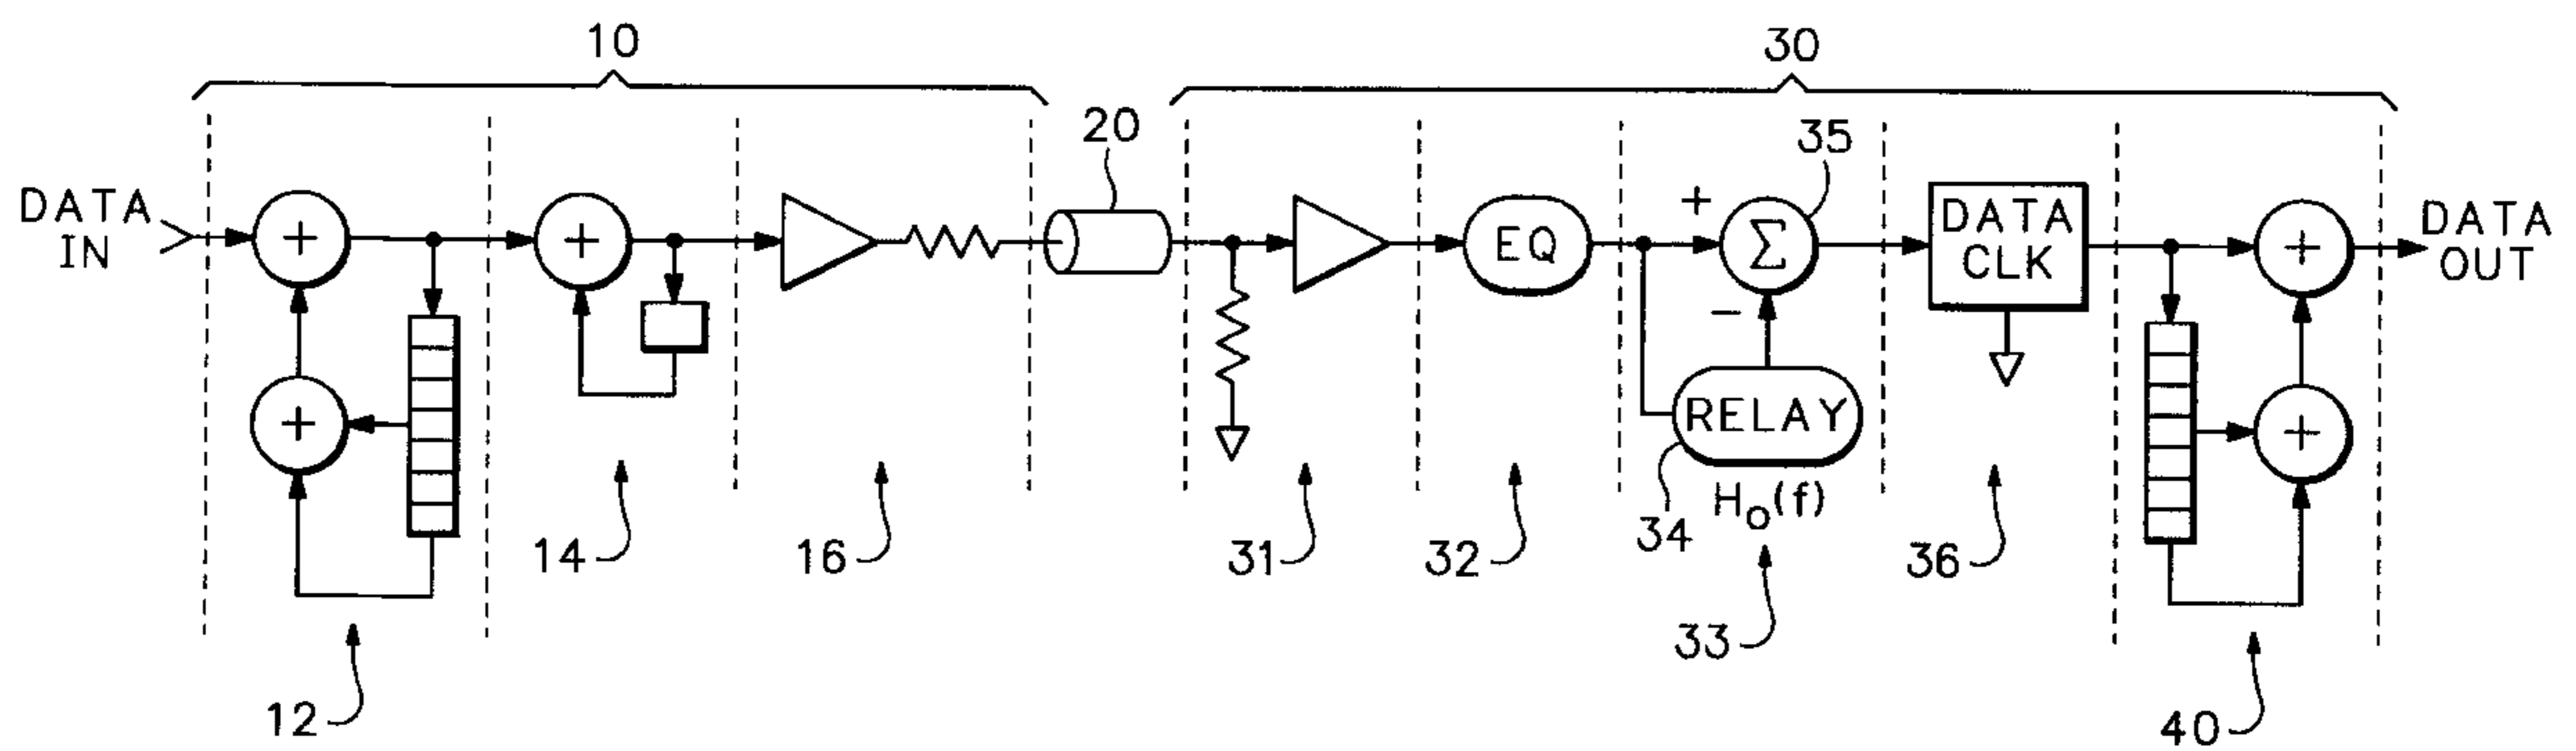 10
30
20
35
DATA
IN
+
+
+
EQ
+
Σ
−
DATA
CLK
+
DATA
OUT
+
RELAY
34
H₀(f)
+
14
16
31
32
36
33
12
40